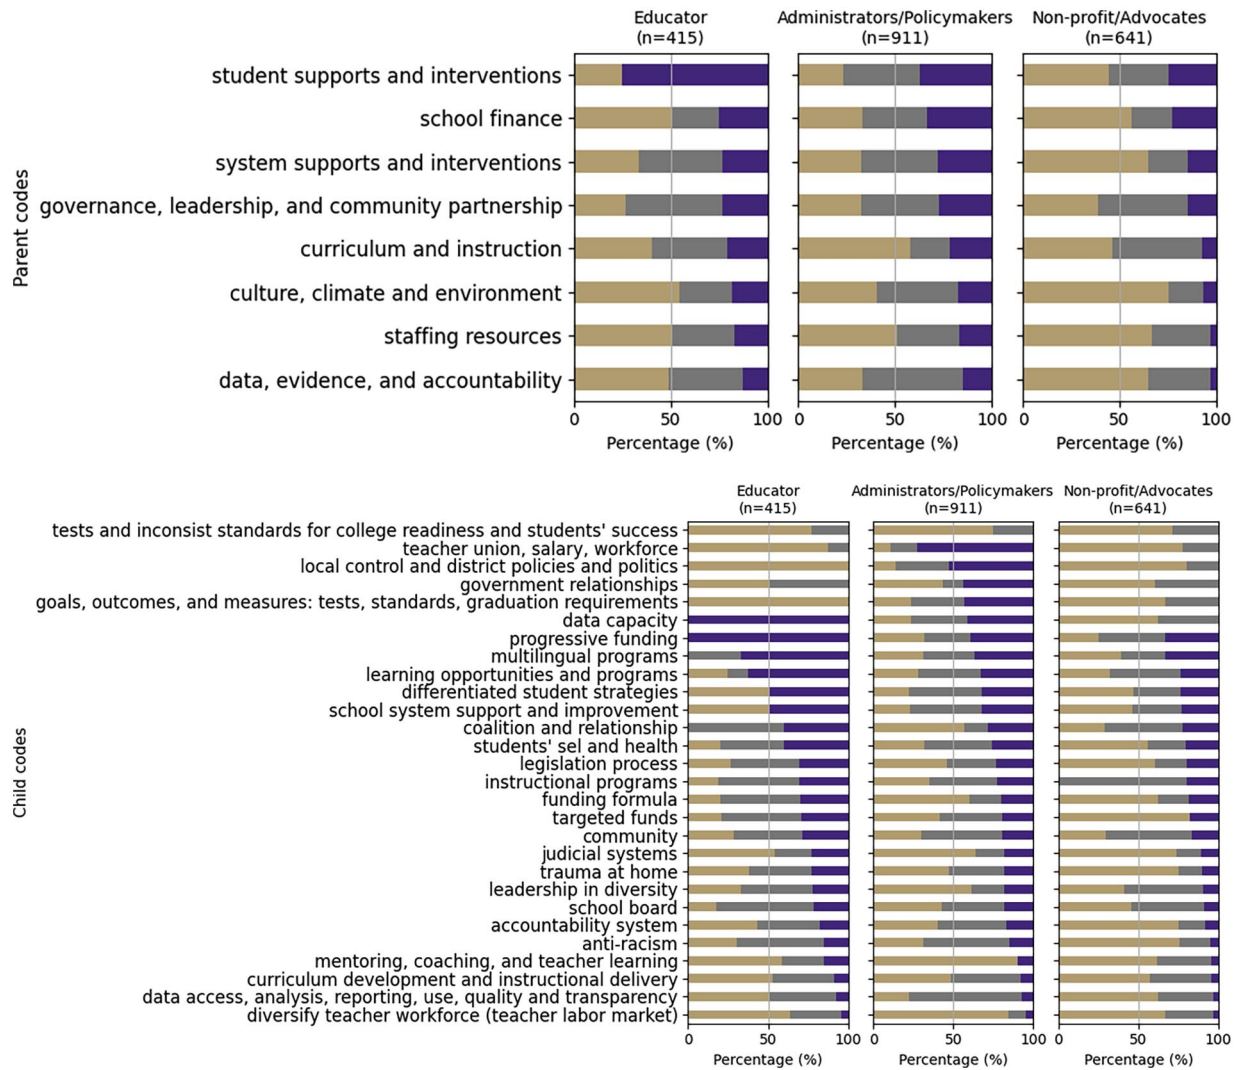 Educator
(n=415)
Administrators/Policymakers
(n=911)
Non-profit/Advocates
(n=641)
Parent codes
student supports and interventions
school finance
system supports and interventions
governance, leadership, and community partnership
curriculum and instruction
culture, climate and environment
staffing resources
data, evidence, and accountability
0 50 100 0 50 100 0 50 100
Percentage (%) Percentage (%) Percentage (%)
Educator
(n=415)
Administrators/Policymakers
(n=911)
Non-profit/Advocates
(n=641)
Child codes
tests and inconsist standards for college readiness and students' success
teacher union, salary, workforce
local control and district policies and politics
government relationships
goals, outcomes, and measures: tests, standards, graduation requirements
data capacity
progressive funding
multilingual programs
learning opportunities and programs
differentiated student strategies
school system support and improvement
coalition and relationship
students' sel and health
legislation process
instructional programs
funding formula
targeted funds
community
judicial systems
trauma at home
leadership in diversity
school board
accountability system
anti-racism
mentoring, coaching, and teacher learning
curriculum development and instructional delivery
data access, analysis, reporting, use, quality and transparency
diversify teacher workforce (teacher labor market)
0 50 100 0 50 100 0 50 100
Percentage (%) Percentage (%) Percentage (%)